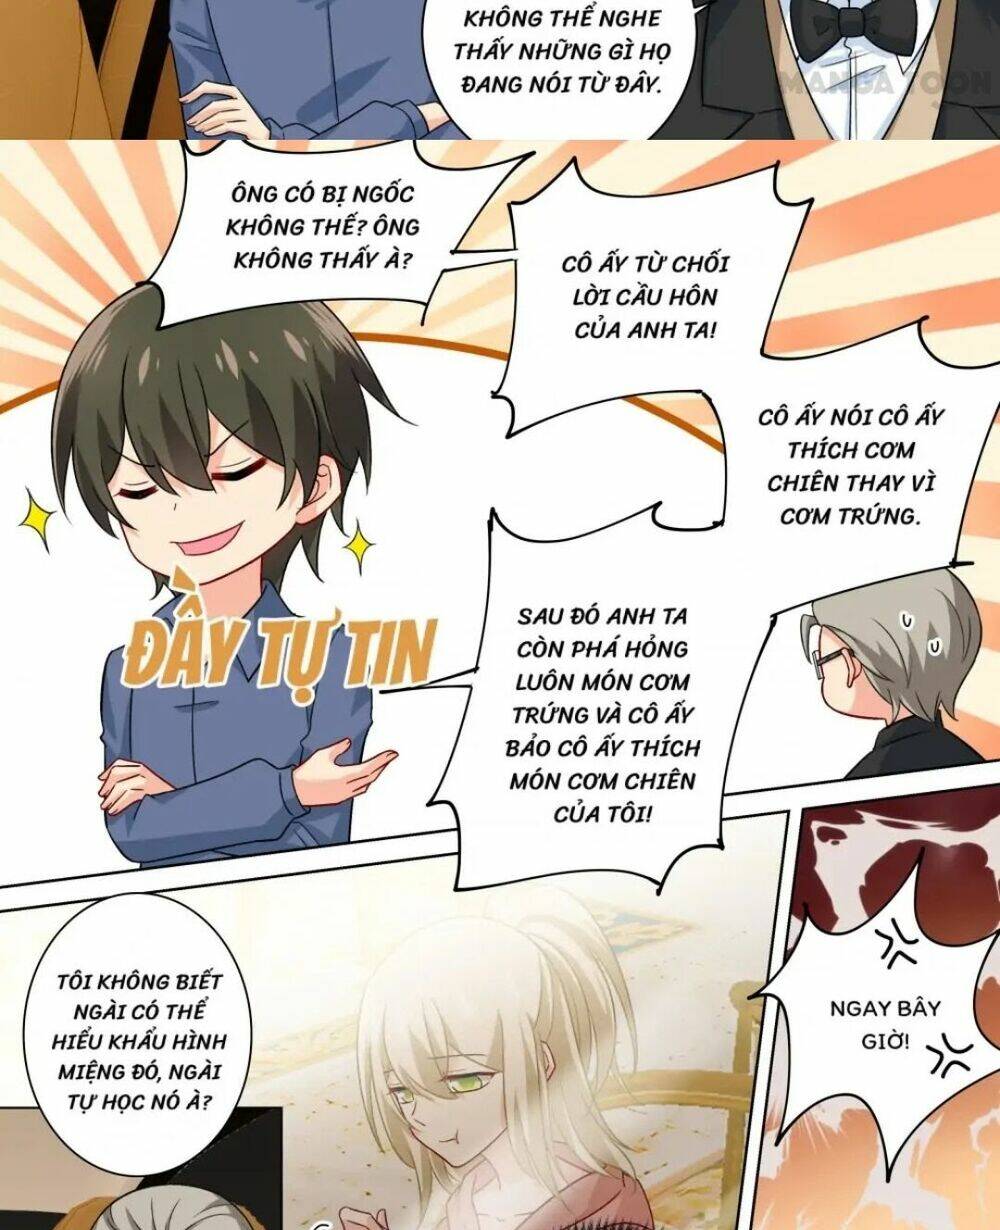 KHÔNG THỂ NGHE
THẤY NHỮNG GÌ HỌ
ĐANG NÓI TỪ ĐÂY.
MANGA TOON
ÔNG CÓ BỊ NGỐC
KHÔNG THẾ? ÔNG
KHÔNG THẤY À?
CÔ ẤY TỪ CHỐI
LỜI CẦU HÔN
CỦA ANH TA!
CÔ ẤY NÓI CÔ ẤY
THÍCH CƠM
CHIÊN THAY VÌ
CƠM TRỨNG.
ĐẦY TỰ TIN
SAU ĐÓ ANH TA
CÒN PHÁ HỎNG
LUÔN MÓN CƠM
TRỨNG VÀ CÔ ẤY
BẢO CÔ ẤY THÍCH
MÓN CƠM CHIÊN
CỦA TÔI!
NGAY BÂY
GIỜ!
TÔI KHÔNG BIẾT
NGÀI CÓ THỂ
HIỂU KHẨU HÌNH
MIỆNG ĐÓ, NGÀI
TỰ HỌC NÓ À?